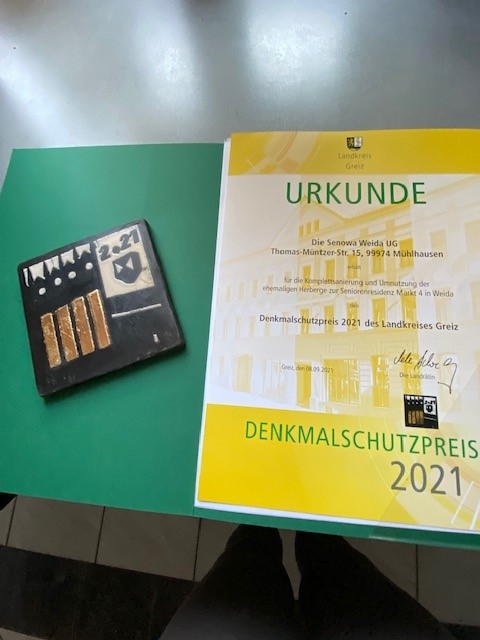 2021
Landkreis
Greiz
URKUNDE
Die Senowa Weida UG
Thomas-Müntzer-Str. 15, 99974 Mühlhausen
erhält
für die Komplettsanierung und Umnutzung der
ehemaligen Herberge zur Seniorenresidenz Markt 4 in Weida
den
Denkmalschutzpreis 2021 des Landkreises Greiz
Greiz, den 08.09.2021
Die Landrätin
DENKMALSCHUTZPREIS
2021